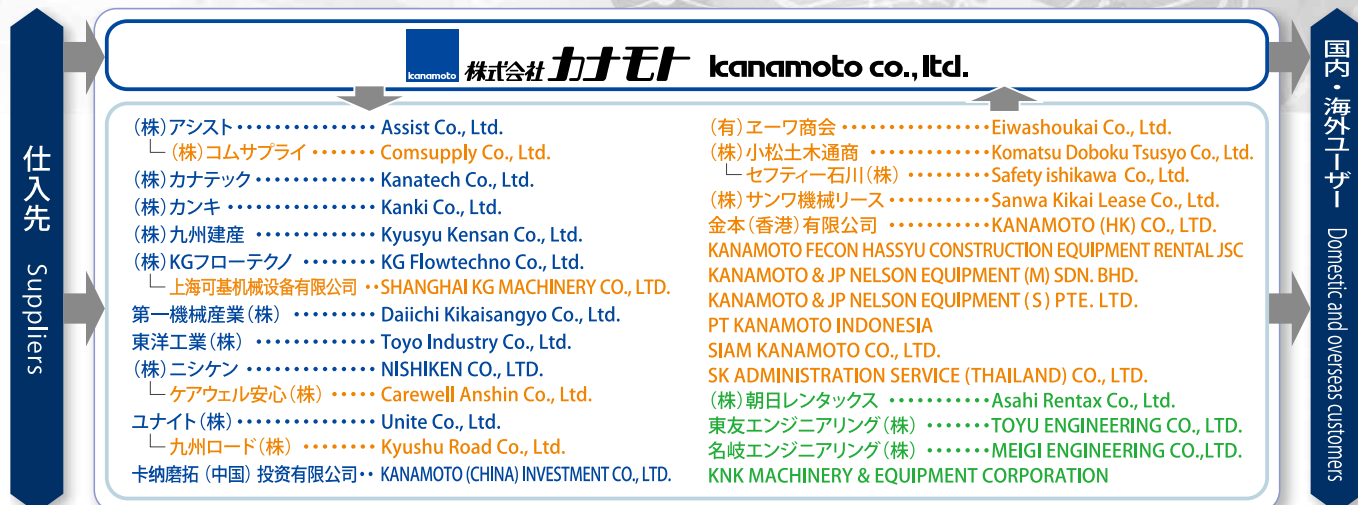 仕入先 Suppliers
kanamoto 株式会社カナモト kanamoto co., ltd.
(株)アシスト・・・・・・・・・・・・・・・Assist Co., Ltd.
(株)コムサプライ・・・・・・・Comsupply Co., Ltd.
(株)カナテック・・・・・・・・・・・・・Kanatech Co., Ltd.
(株)カンキ・・・・・・・・・・・・・・・・Kanki Co., Ltd.
(株)九州建産・・・・・・・・・・・・・・Kyusyu Kensan Co., Ltd.
(株)KGフローテクノ・・・・・・・・KG Flowtechno Co., Ltd.
上海可基机械设备有限公司・・SHANGHAI KG MACHINERY CO., LTD.
第一機械産業(株)・・・・・・・・・Daiichi Kikaisangyo Co., Ltd.
東洋工業(株)・・・・・・・・・・・・・・Toyo Industry Co., Ltd.
(株)ニシケン・・・・・・・・・・・・・・NISHIKEN CO., LTD.
ケアウェル安心(株)・・・・・Carewell Anshin Co., Ltd.
ユナイト(株)・・・・・・・・・・・・・・Unite Co., Ltd.
九州ロード(株)・・・・・・・・Kyushu Road Co., Ltd.
卡纳磨拓(中国)投资有限公司・・KANAMOTO (CHINA) INVESTMENT CO., LTD.
(有)ヱーワ商会・・・・・・・・・・・・・・Eiwashoukai Co., Ltd.
(株)小松土木通商・・・・・・・・・・・・・Komatsu Doboku Tsusyo Co., Ltd.
セフティー石川(株)・・・・・・・・・・Safety ishikawa Co., Ltd.
(株)サンワ機械リース・・・・・・・・・・Sanwa Kikai Lease Co., Ltd.
金本(香港)有限公司・・・・・・・・・・・KANAMOTO (HK) CO., LTD.
KANAMOTO FECON HASSYU CONSTRUCTION EQUIPMENT RENTAL JSC
KANAMOTO & JP NELSON EQUIPMENT (M) SDN. BHD.
KANAMOTO & JP NELSON EQUIPMENT (S) PTE. LTD.
PT KANAMOTO INDONESIA
SIAM KANAMOTO CO., LTD.
SK ADMINISTRATION SERVICE (THAILAND) CO., LTD.
(株)朝日レンタックス・・・・・・・・・・・Asahi Rentax Co., Ltd.
東友エンジニアリング(株)・・・・・・・TOYU ENGINEERING CO., LTD.
名岐エンジニアリング(株)・・・・・・・MEIGI ENGINEERING CO.,LTD.
KNK MACHINERY & EQUIPMENT CORPORATION
国内・海外ユーザー Domestic and overseas customers